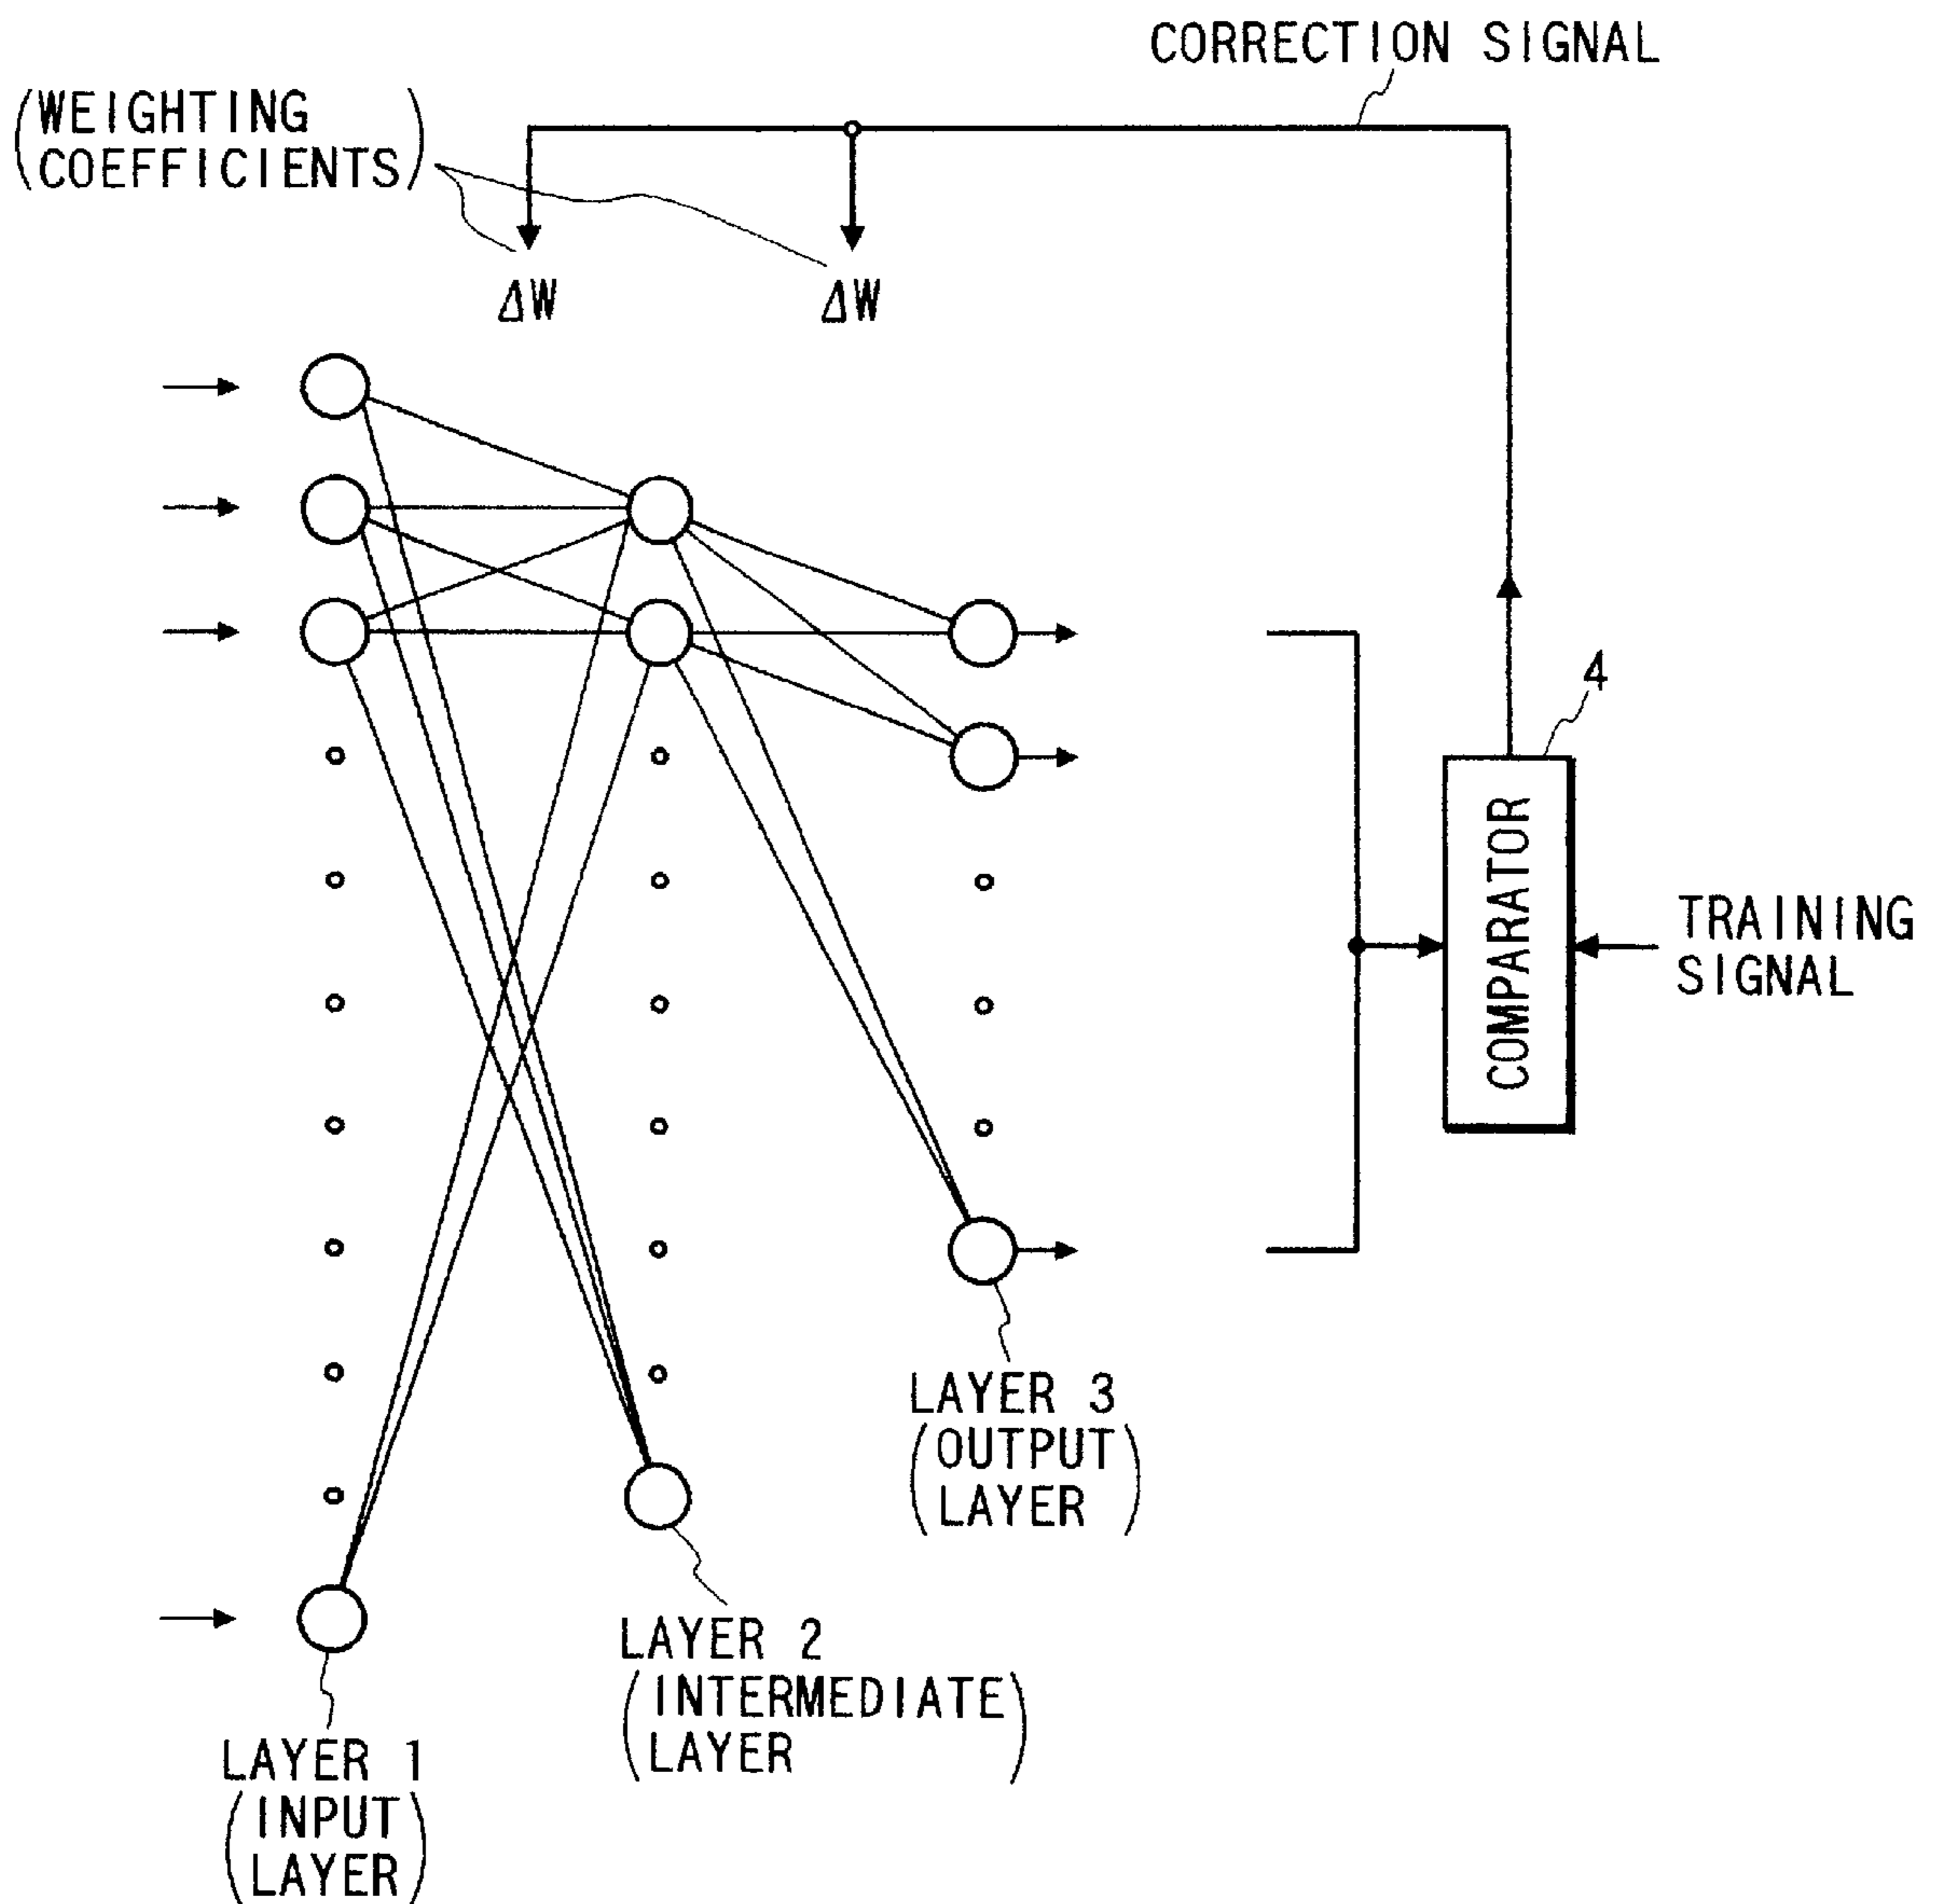 CORRECTION SIGNAL
(WEIGHTING
COEFFICIENTS)
ΔW
ΔW
4
COMPARATOR
TRAINING
SIGNAL
LAYER 3
(OUTPUT
LAYER)
LAYER 2
(INTERMEDIATE
LAYER)
LAYER 1
(INPUT
LAYER)